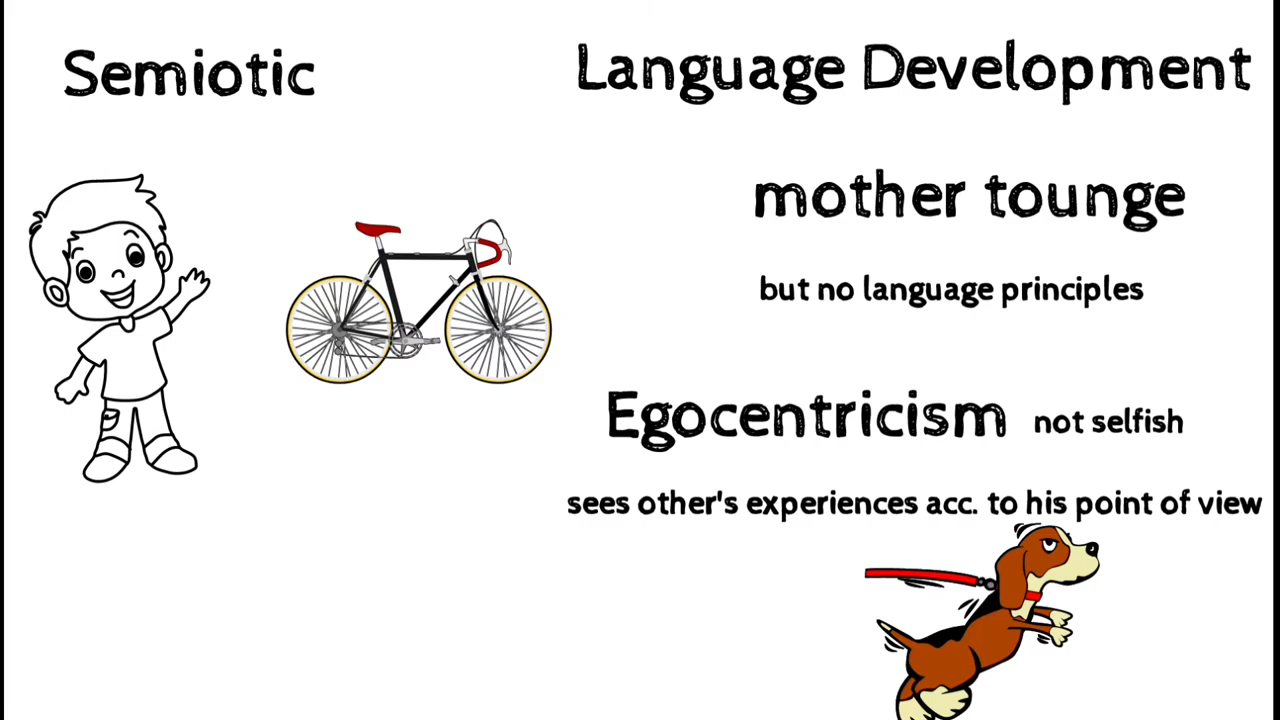 Semiotic
Language Development
mother tounge
but no language principles
Egocentricism not selfish
sees other's experiences acc. to his point of view